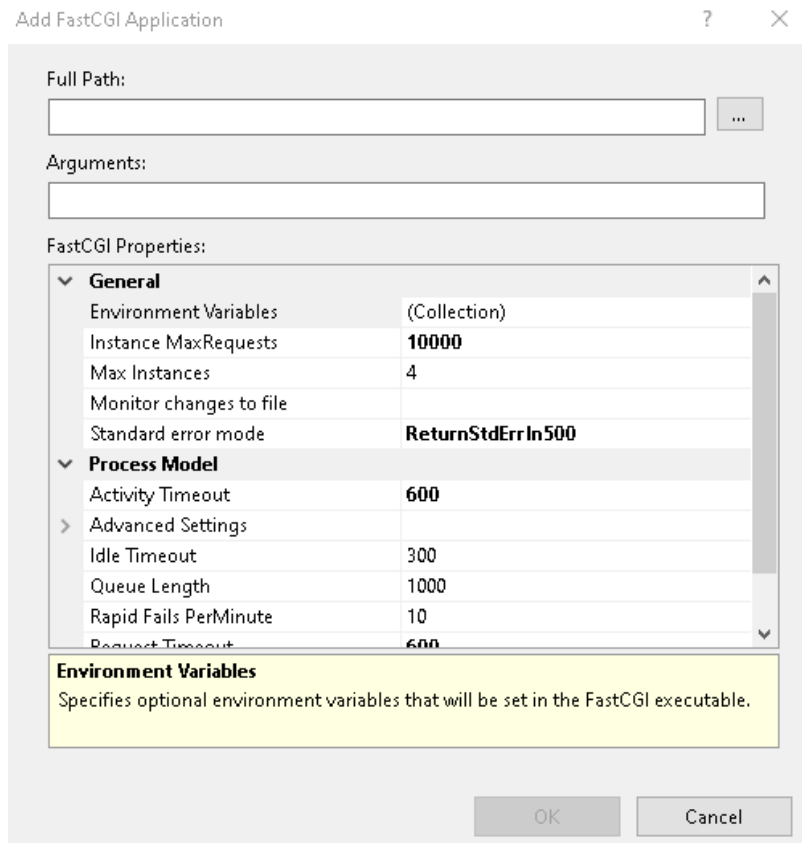 Add FastCGI Application ?
Full Path:
...
Arguments:
FastCGI Properties:
General
Environment Variables (Collection)
Instance MaxRequests 10000
Max Instances 4
Monitor changes to file
Standard error mode ReturnStdErrIn500
Process Model
Activity Timeout 600
Advanced Settings
Idle Timeout 300
Queue Length 1000
Rapid Fails PerMinute 10
Request Timeout 600
Environment Variables
Specifies optional environment variables that will be set in the FastCGI executable.
OK Cancel